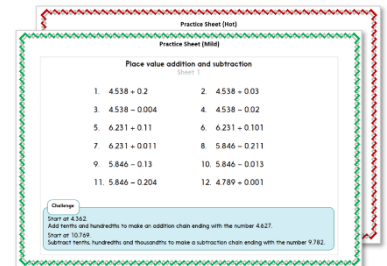 Practice Sheet (Hot)
Practice Sheet (Mild)
Place value addition and subtraction
Sheet 1
1. 4.538 + 0.2 2. 4.538 + 0.03
3. 4.538 – 0.004 4. 4.538 – 0.02
5. 6.231 + 0.11 6. 6.231 + 0.101
7. 6.231 + 0.011 8. 5.846 – 0.211
9. 5.846 – 0.13 10. 5.846 – 0.013
11. 5.846 – 0.204 12. 4.789 + 0.001
Challenge
Start at 4.362.
Add tenths and hundredths to make an addition chain ending with the number 4.627.
Start at 10.769.
Subtract tenths, hundredths and thousandths to make a subtraction chain ending with the number 9.782.